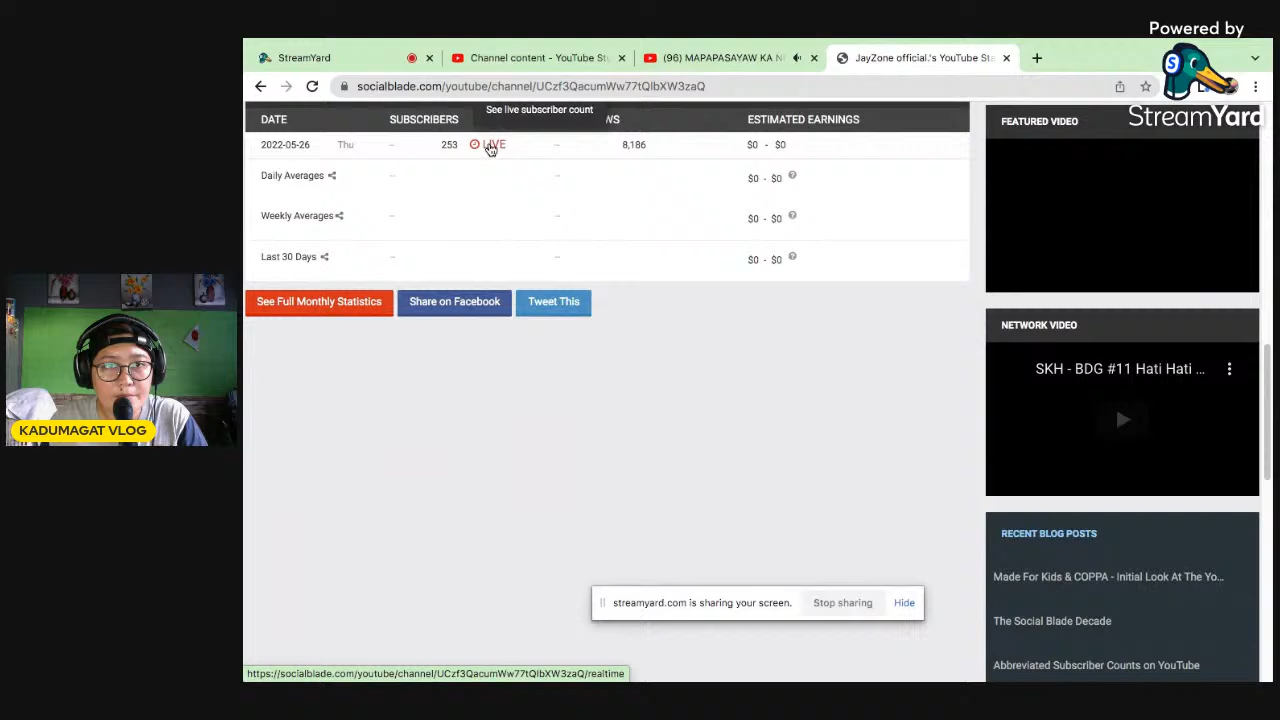 Powered by
StreamYard
StreamYard
Channel content - YouTube Stu
(96) MAPAPASAYAW KA N
JayZone official.'s YouTube Sta
socialblade.com/youtube/channel/UCzf3QacumWw77tQlbXW3zaQ
See live subscriber count
DATE SUBSCRIBERS ESTIMATED EARNINGS
2022-05-26 Thu -- 253 LIVE -- 8,186 $0 - $0
Daily Averages -- -- $0 - $0
Weekly Averages -- -- $0 - $0
Last 30 Days -- -- $0 - $0
See Full Monthly Statistics Share on Facebook Tweet This
FEATURED VIDEO
NETWORK VIDEO
SKH - BDG #11 Hati Hati ...
KADUMAGAT VLOG
RECENT BLOG POSTS
Made For Kids & COPPA - Initial Look At The Yo...
The Social Blade Decade
Abbreviated Subscriber Counts on YouTube
streamyard.com is sharing your screen. Stop sharing Hide
https://socialblade.com/youtube/channel/UCzf3QacumWw77tQlbXW3zaQ/realtime